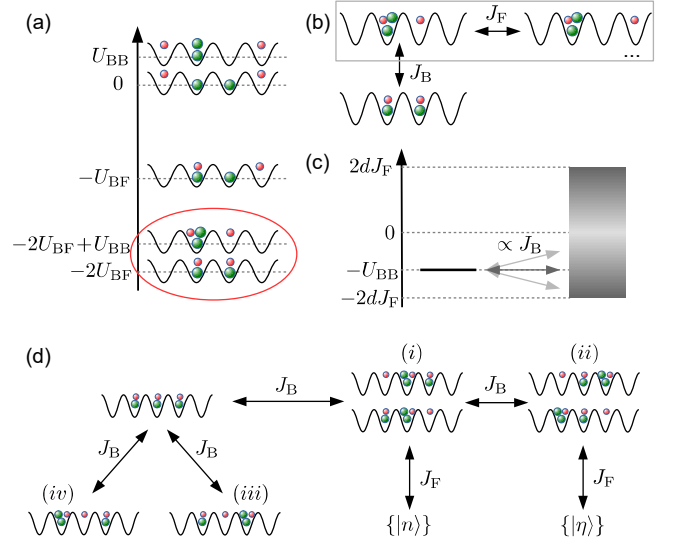 (a)
U_BB
0
−U_BF
−2U_BF + U_BB
−2U_BF
(b)
J_F
...
J_B
(c)
2dJ_F
0
∝ J_B
−U_BB
−2dJ_F
(d)
(i)
(ii)
J_B
J_B
J_B
J_B
(iv)
(iii)
J_F
J_F
{|n⟩}
{|η⟩}